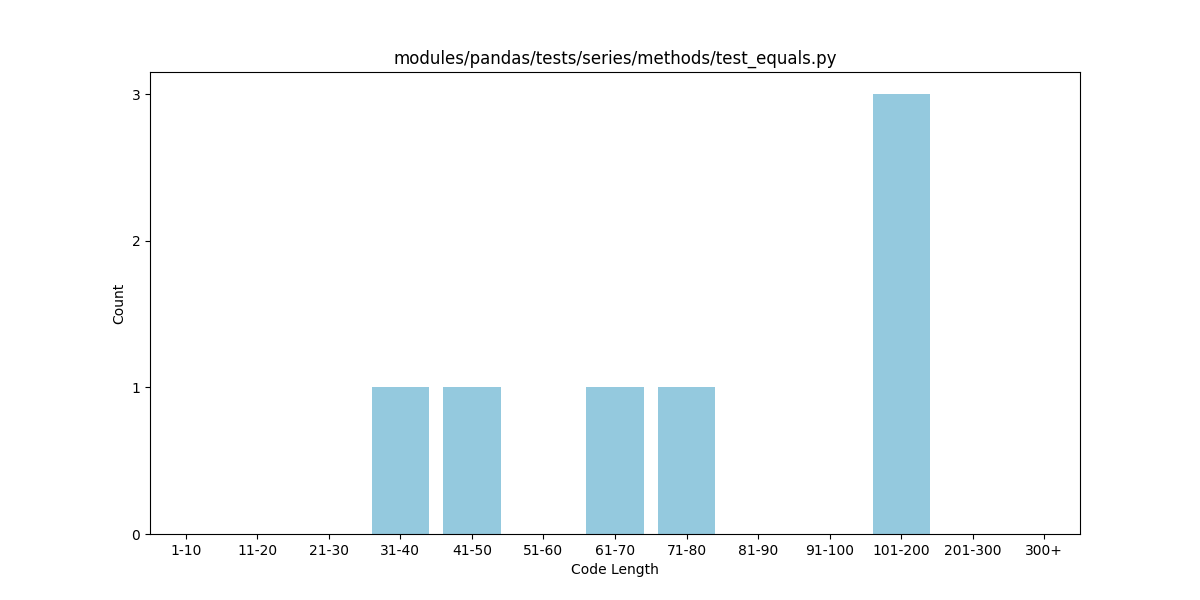 modules/pandas/tests/series/methods/test_equals.py
3
2
1
0
Count
1-10 11-20 21-30 31-40 41-50 51-60 61-70 71-80 81-90 91-100 101-200 201-300 300+
Code Length